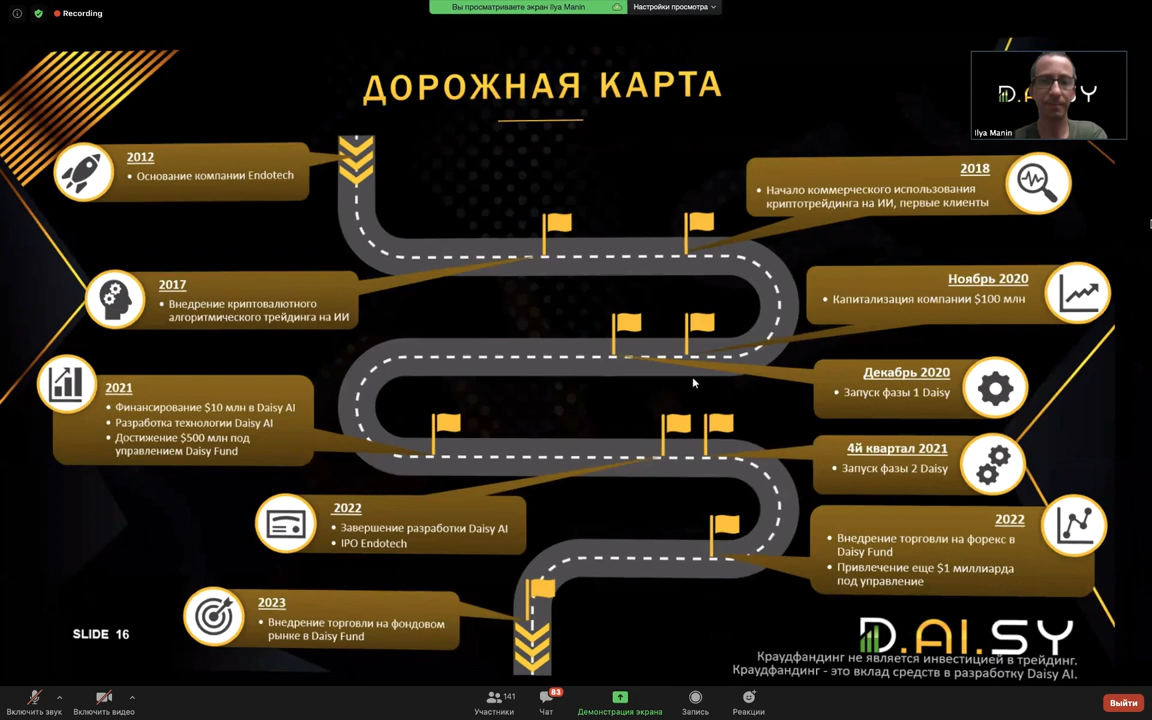 Recording
Вы просматриваете экран Ilya Manin
Настройки просмотра
ДОРОЖНАЯ КАРТА
D.AI.SY
Ilya Manin
2012
• Основание компании Endotech
2018
• Начало коммерческого использования
криптотрейдинга на ИИ, первые клиенты
2017
• Внедрение криптовалютного
алгоритмического трейдинга на ИИ
Ноябрь 2020
• Капитализация компании $100 млн
Декабрь 2020
• Запуск фазы 1 Daisy
2021
• Финансирование $10 млн в Daisy AI
• Разработка технологии Daisy AI
• Достижение $500 млн под
управлением Daisy Fund
4й квартал 2021
• Запуск фазы 2 Daisy
2022
• Завершение разработки Daisy AI
• IPO Endotech
2022
• Внедрение торговли на форекс в
Daisy Fund
• Привлечение еще $1 миллиарда
под управление
2023
• Внедрение торговли на фондовом
рынке в Daisy Fund
SLIDE 16
D.AI.SY
Краудфандинг не является инвестицией в трейдинг.
Краудфандинг - это вклад средств в разработку Daisy AI.
Включить звук
Включить видео
141
Участники
83
Чат
Демонстрация экрана
Запись
Реакции
Выйти